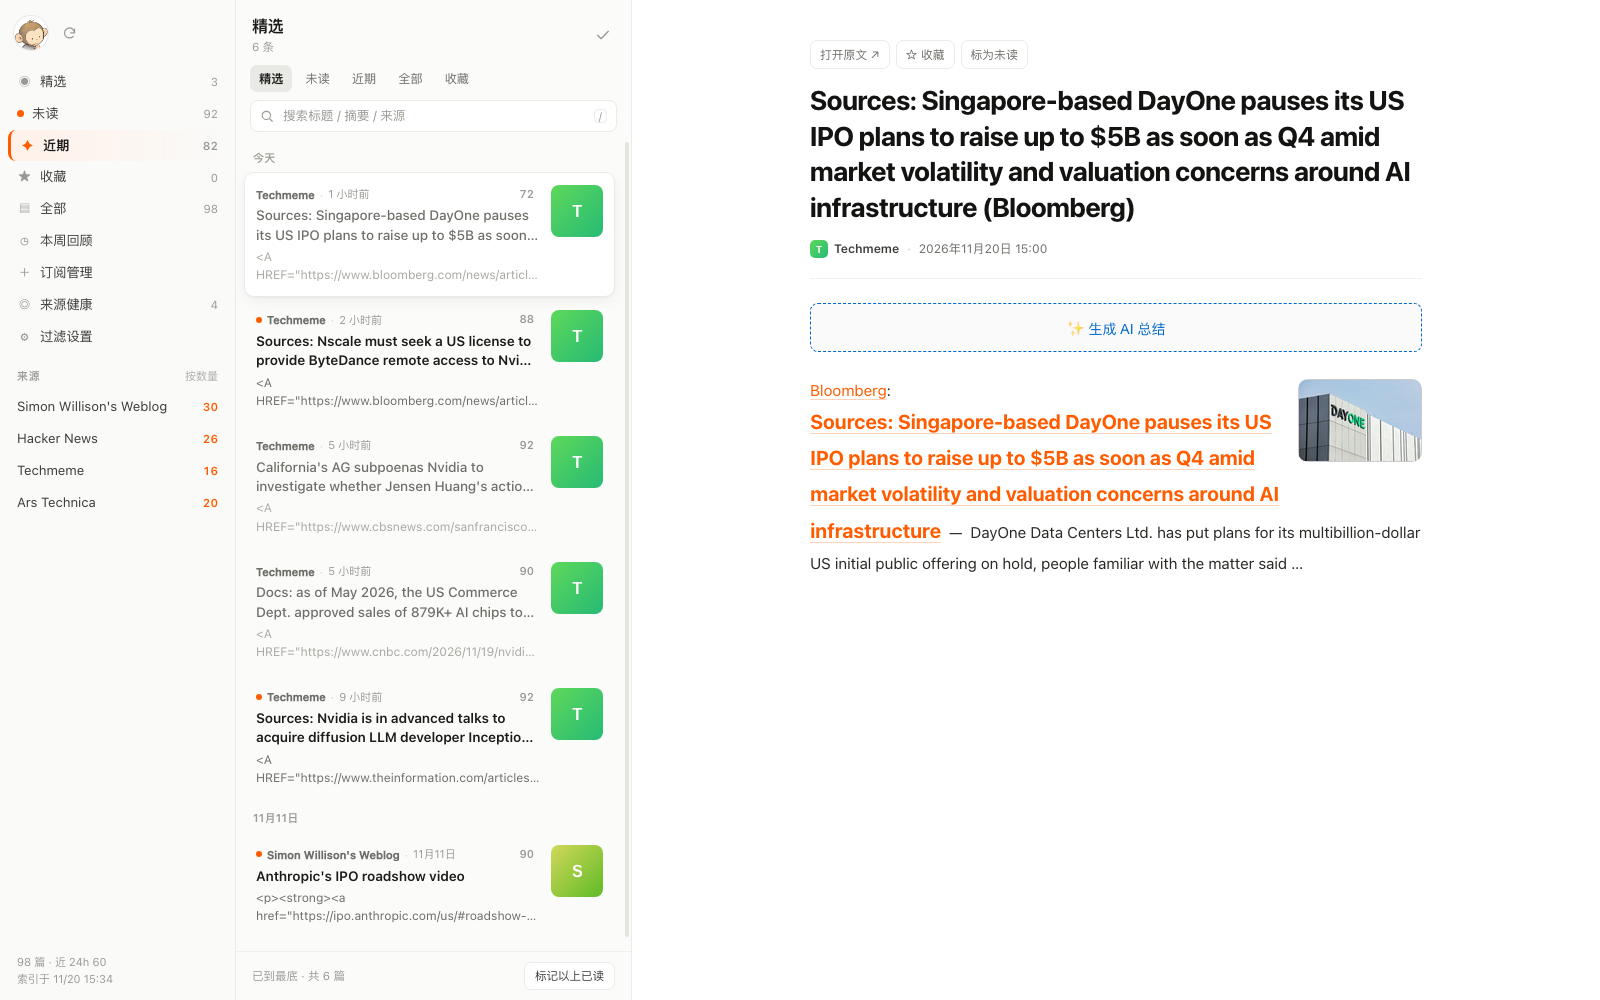 精选 3
未读 92
近期 82
收藏 0
全部 98
本周回顾
订阅管理
来源健康 4
过滤设置
来源 按数量
Simon Willison's Weblog 30
Hacker News 26
Techmeme 16
Ars Technica 20
98 篇 · 近 24h 60
索引于 11/20 15:34
精选
6 条
精选 未读 近期 全部 收藏
搜索标题 / 摘要 / 来源 /
今天
Techmeme · 1 小时前 72
Sources: Singapore-based DayOne pauses
its US IPO plans to raise up to $5B as soon...
<A
HREF="https://www.bloomberg.com/news/articl...
T
Techmeme · 2 小时前 88
Sources: Nscale must seek a US license to
provide ByteDance remote access to Nvi...
<A
HREF="https://www.bloomberg.com/news/articl...
T
Techmeme · 5 小时前 92
California's AG subpoenas Nvidia to
investigate whether Jensen Huang's actio...
<A
HREF="https://www.cbsnews.com/sanfrancisco...
T
Techmeme · 5 小时前 90
Docs: as of May 2026, the US Commerce
Dept. approved sales of 879K+ AI chips to...
<A
HREF="https://www.cnbc.com/2026/11/19/nvidi...
T
Techmeme · 9 小时前 92
Sources: Nvidia is in advanced talks to
acquire diffusion LLM developer Inceptio...
<A
HREF="https://www.theinformation.com/articles...
T
11月11日
Simon Willison's Weblog · 11月11日 90
Anthropic's IPO roadshow video
<p><strong><a
href="https://ipo.anthropic.com/us/#roadshow-...
S
已到最底 · 共 6 篇 标记以上已读
打开原文 ↗ ☆ 收藏 标为未读
Sources: Singapore-based DayOne pauses its US
IPO plans to raise up to $5B as soon as Q4 amid
market volatility and valuation concerns around AI
infrastructure (Bloomberg)
T Techmeme · 2026年11月20日 15:00
✨ 生成 AI 总结
Bloomberg:
Sources: Singapore-based DayOne pauses its US
IPO plans to raise up to $5B as soon as Q4 amid
market volatility and valuation concerns around AI
infrastructure — DayOne Data Centers Ltd. has put plans for its multibillion-dollar
US initial public offering on hold, people familiar with the matter said ...
DAYONE